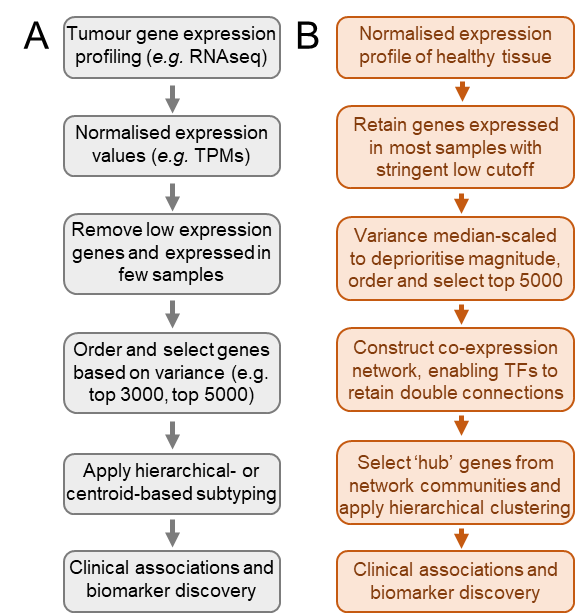 A
Tumour gene expression
profiling (e.g. RNAseq)
Normalised expression
values (e.g. TPMs)
Remove low expression
genes and expressed in
few samples
Order and select genes
based on variance (e.g.
top 3000, top 5000)
Apply hierarchical- or
centroid-based subtyping
Clinical associations and
biomarker discovery
B
Normalised expression
profile of healthy tissue
Retain genes expressed
in most samples with
stringent low cutoff
Variance median-scaled
to deprioritise magnitude,
order and select top 5000
Construct co-expression
network, enabling TFs to
retain double connections
Select ‘hub’ genes from
network communities and
apply hierarchical clustering
Clinical associations and
biomarker discovery